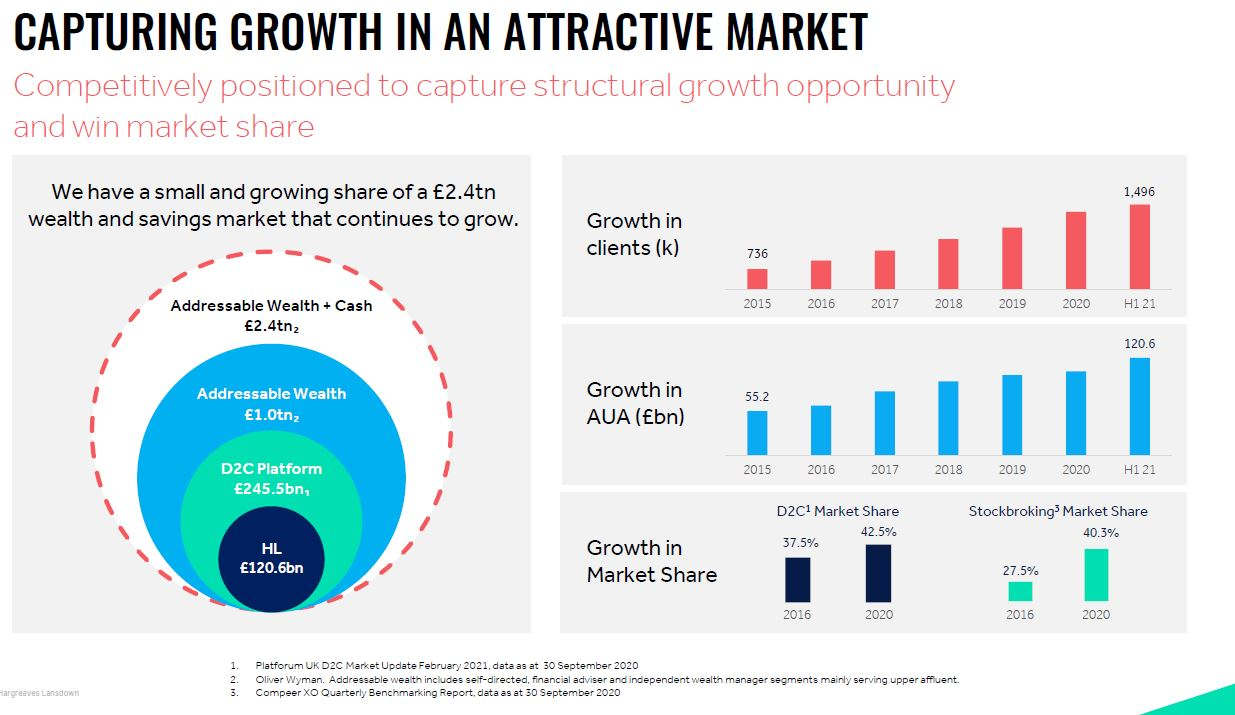 CAPTURING GROWTH IN AN ATTRACTIVE MARKET
Competitively positioned to capture structural growth opportunity
and win market share
We have a small and growing share of a £2.4tn
wealth and savings market that continues to grow.
Addressable Wealth + Cash
£2.4tn₂
Addressable Wealth
£1.0tn₂
D2C Platform
£245.5bn₁
HL
£120.6bn
Growth in
clients (k)
736
1,496
2015 2016 2017 2018 2019 2020 H1 21
Growth in
AUA (£bn)
55.2
120.6
2015 2016 2017 2018 2019 2020 H1 21
Growth in
Market Share
D2C¹ Market Share
37.5% 42.5%
2016 2020
Stockbroking³ Market Share
27.5% 40.3%
2016 2020
1. Platforum UK D2C Market Update February 2021, data as at 30 September 2020
2. Oliver Wyman. Addressable wealth includes self-directed, financial adviser and independent wealth manager segments mainly serving upper affluent.
3. Compeer XO Quarterly Benchmarking Report, data as at 30 September 2020
Hargreaves Lansdown